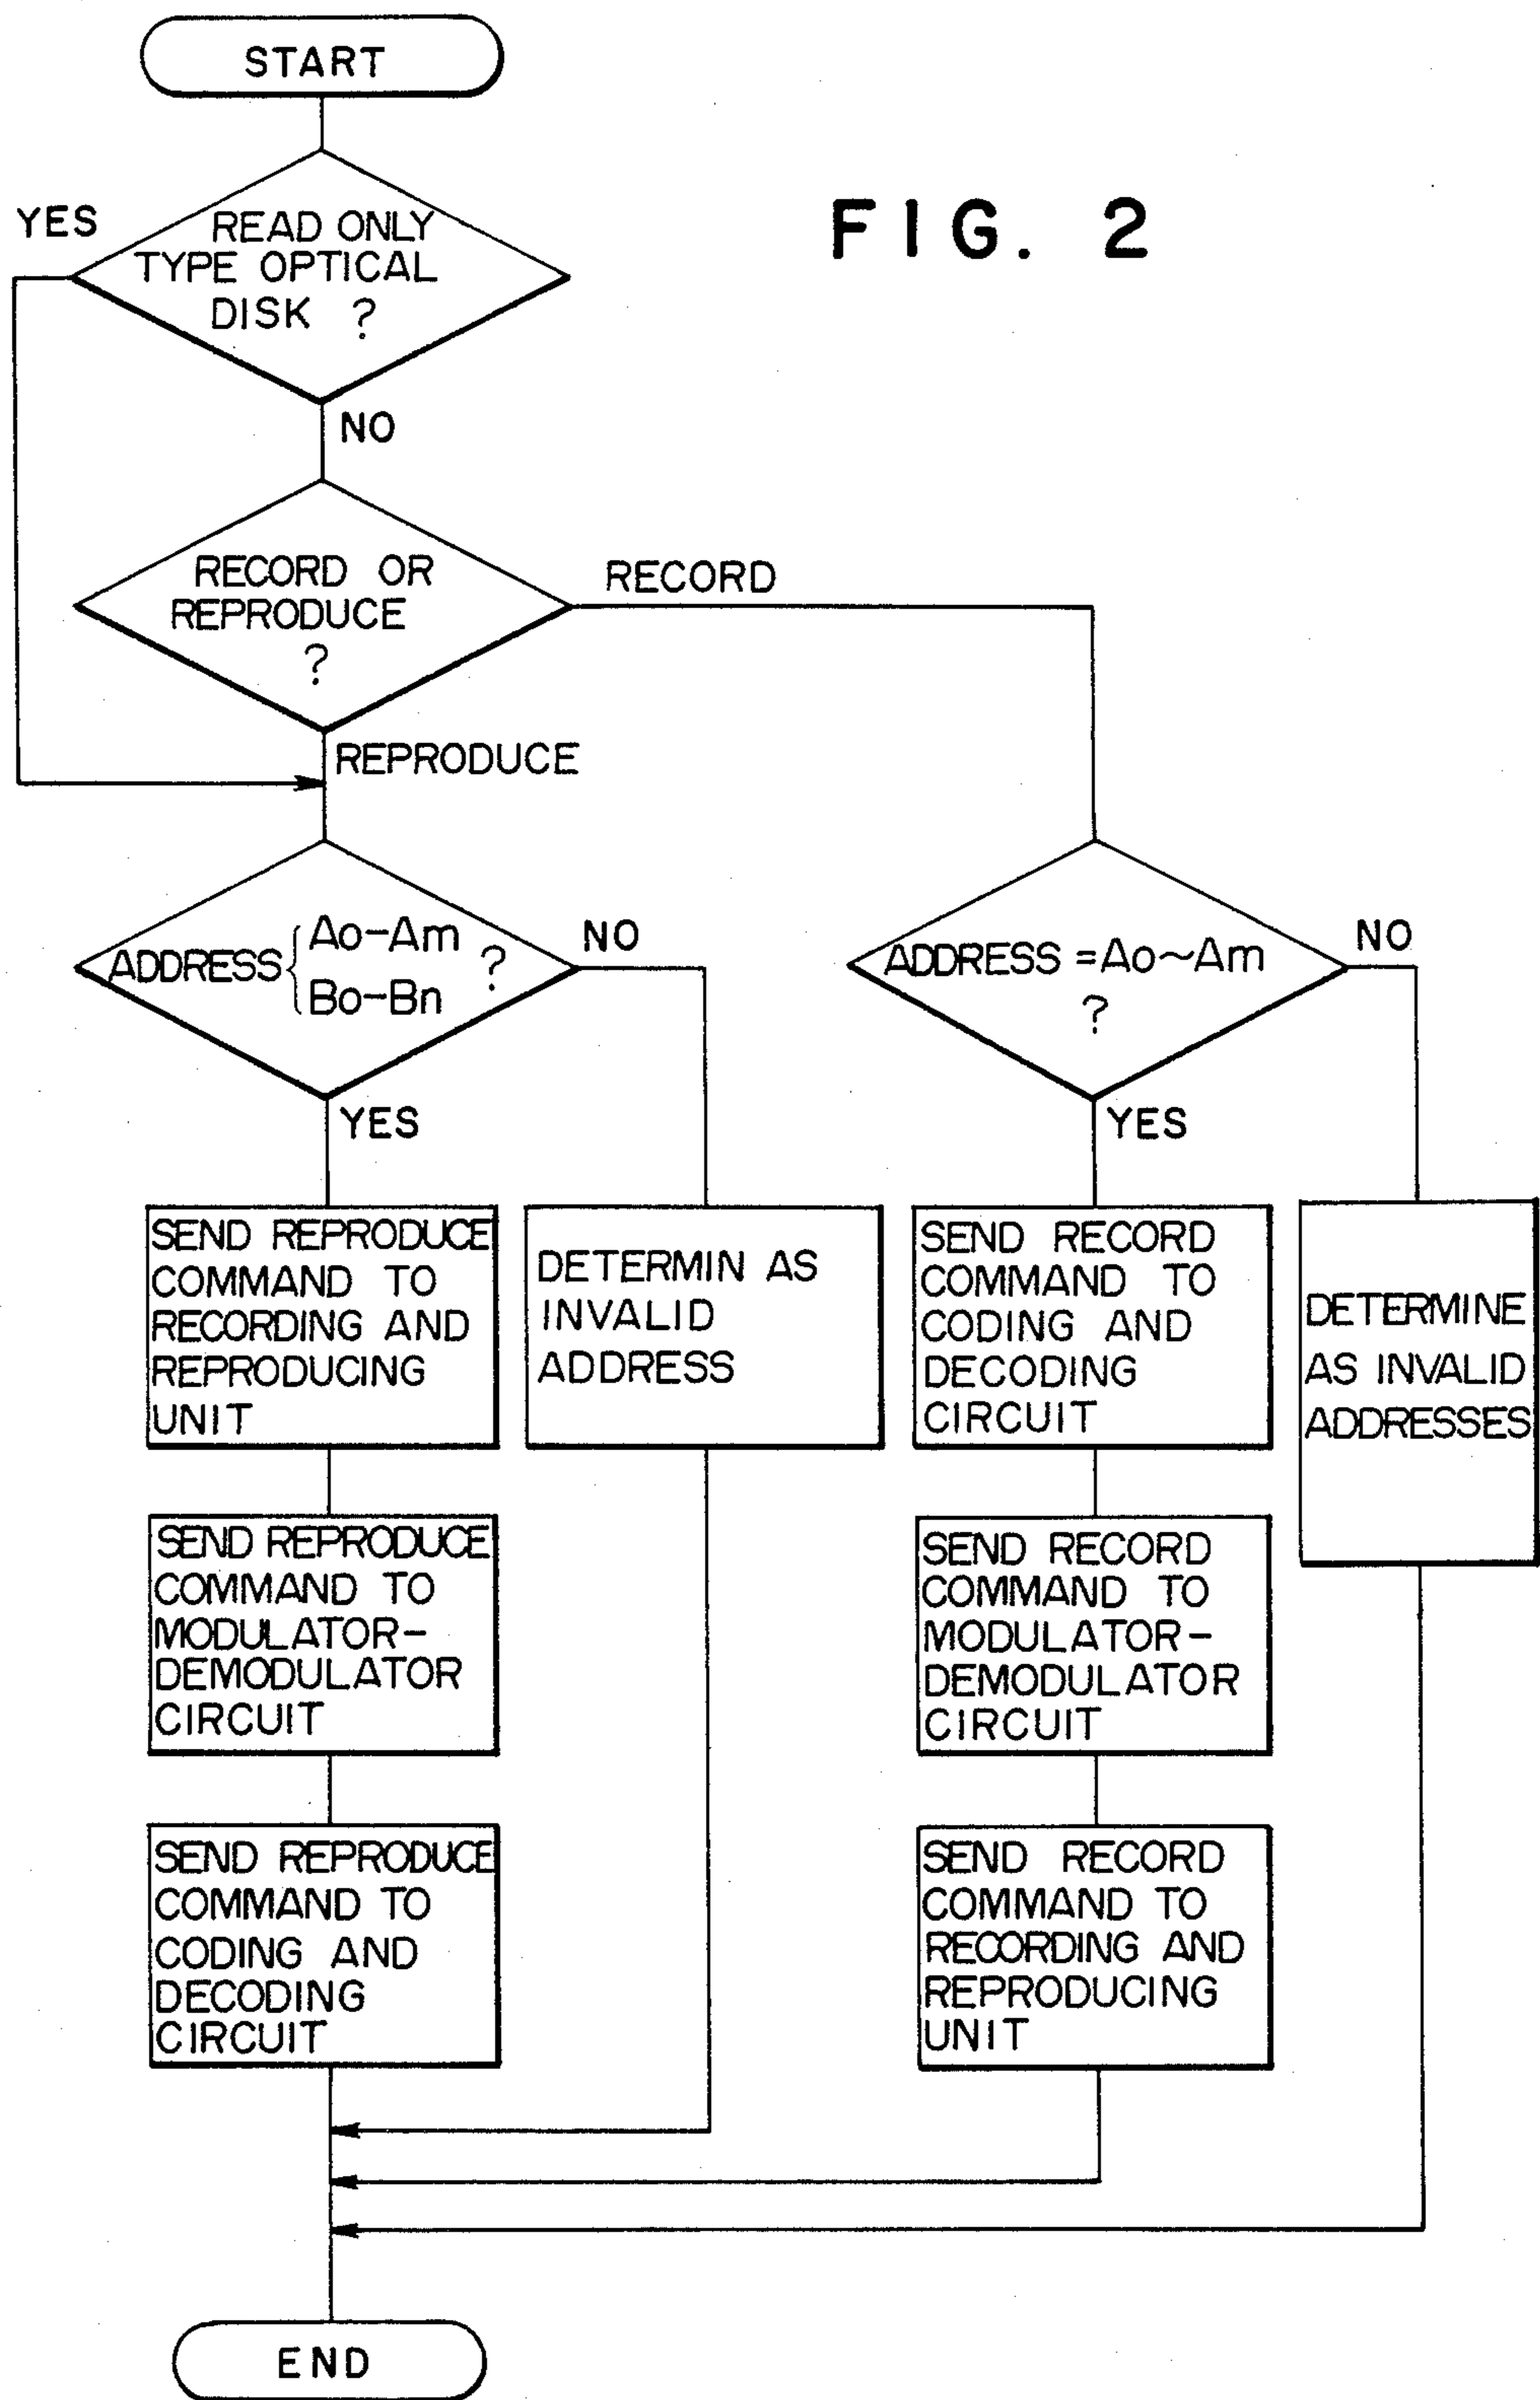 START
FIG. 2
YES
READ ONLY
TYPE OPTICAL
DISK ?
NO
RECORD OR
REPRODUCE
?
RECORD
REPRODUCE
ADDRESS { Ao-Am
Bo-Bn ?
NO
YES
ADDRESS =Ao~Am
?
NO
YES
SEND REPRODUCE
COMMAND TO
RECORDING AND
REPRODUCING
UNIT
DETERMIN AS
INVALID
ADDRESS
SEND RECORD
COMMAND TO
CODING AND
DECODING
CIRCUIT
DETERMINE
AS INVALID
ADDRESSES
SEND REPRODUCE
COMMAND TO
MODULATOR-
DEMODULATOR
CIRCUIT
SEND RECORD
COMMAND TO
MODULATOR-
DEMODULATOR
CIRCUIT
SEND REPRODUCE
COMMAND TO
CODING AND
DECODING
CIRCUIT
SEND RECORD
COMMAND TO
RECORDING AND
REPRODUCING
UNIT
END